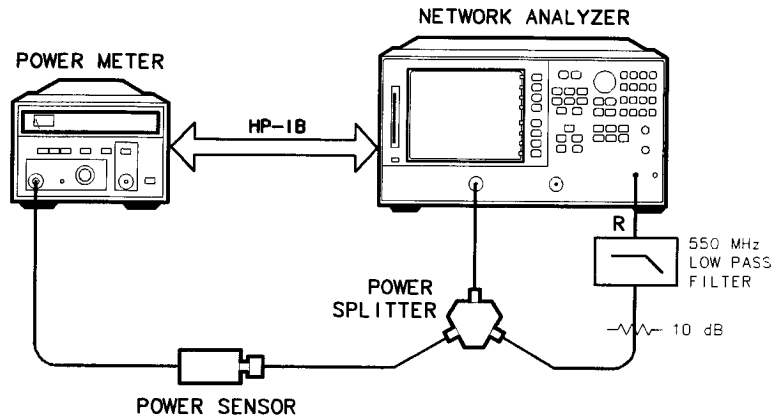 NETWORK ANALYZER
POWER METER
HP-IB
R
550 MHz
LOW PASS
FILTER
POWER
SPLITTER
10 dB
POWER SENSOR